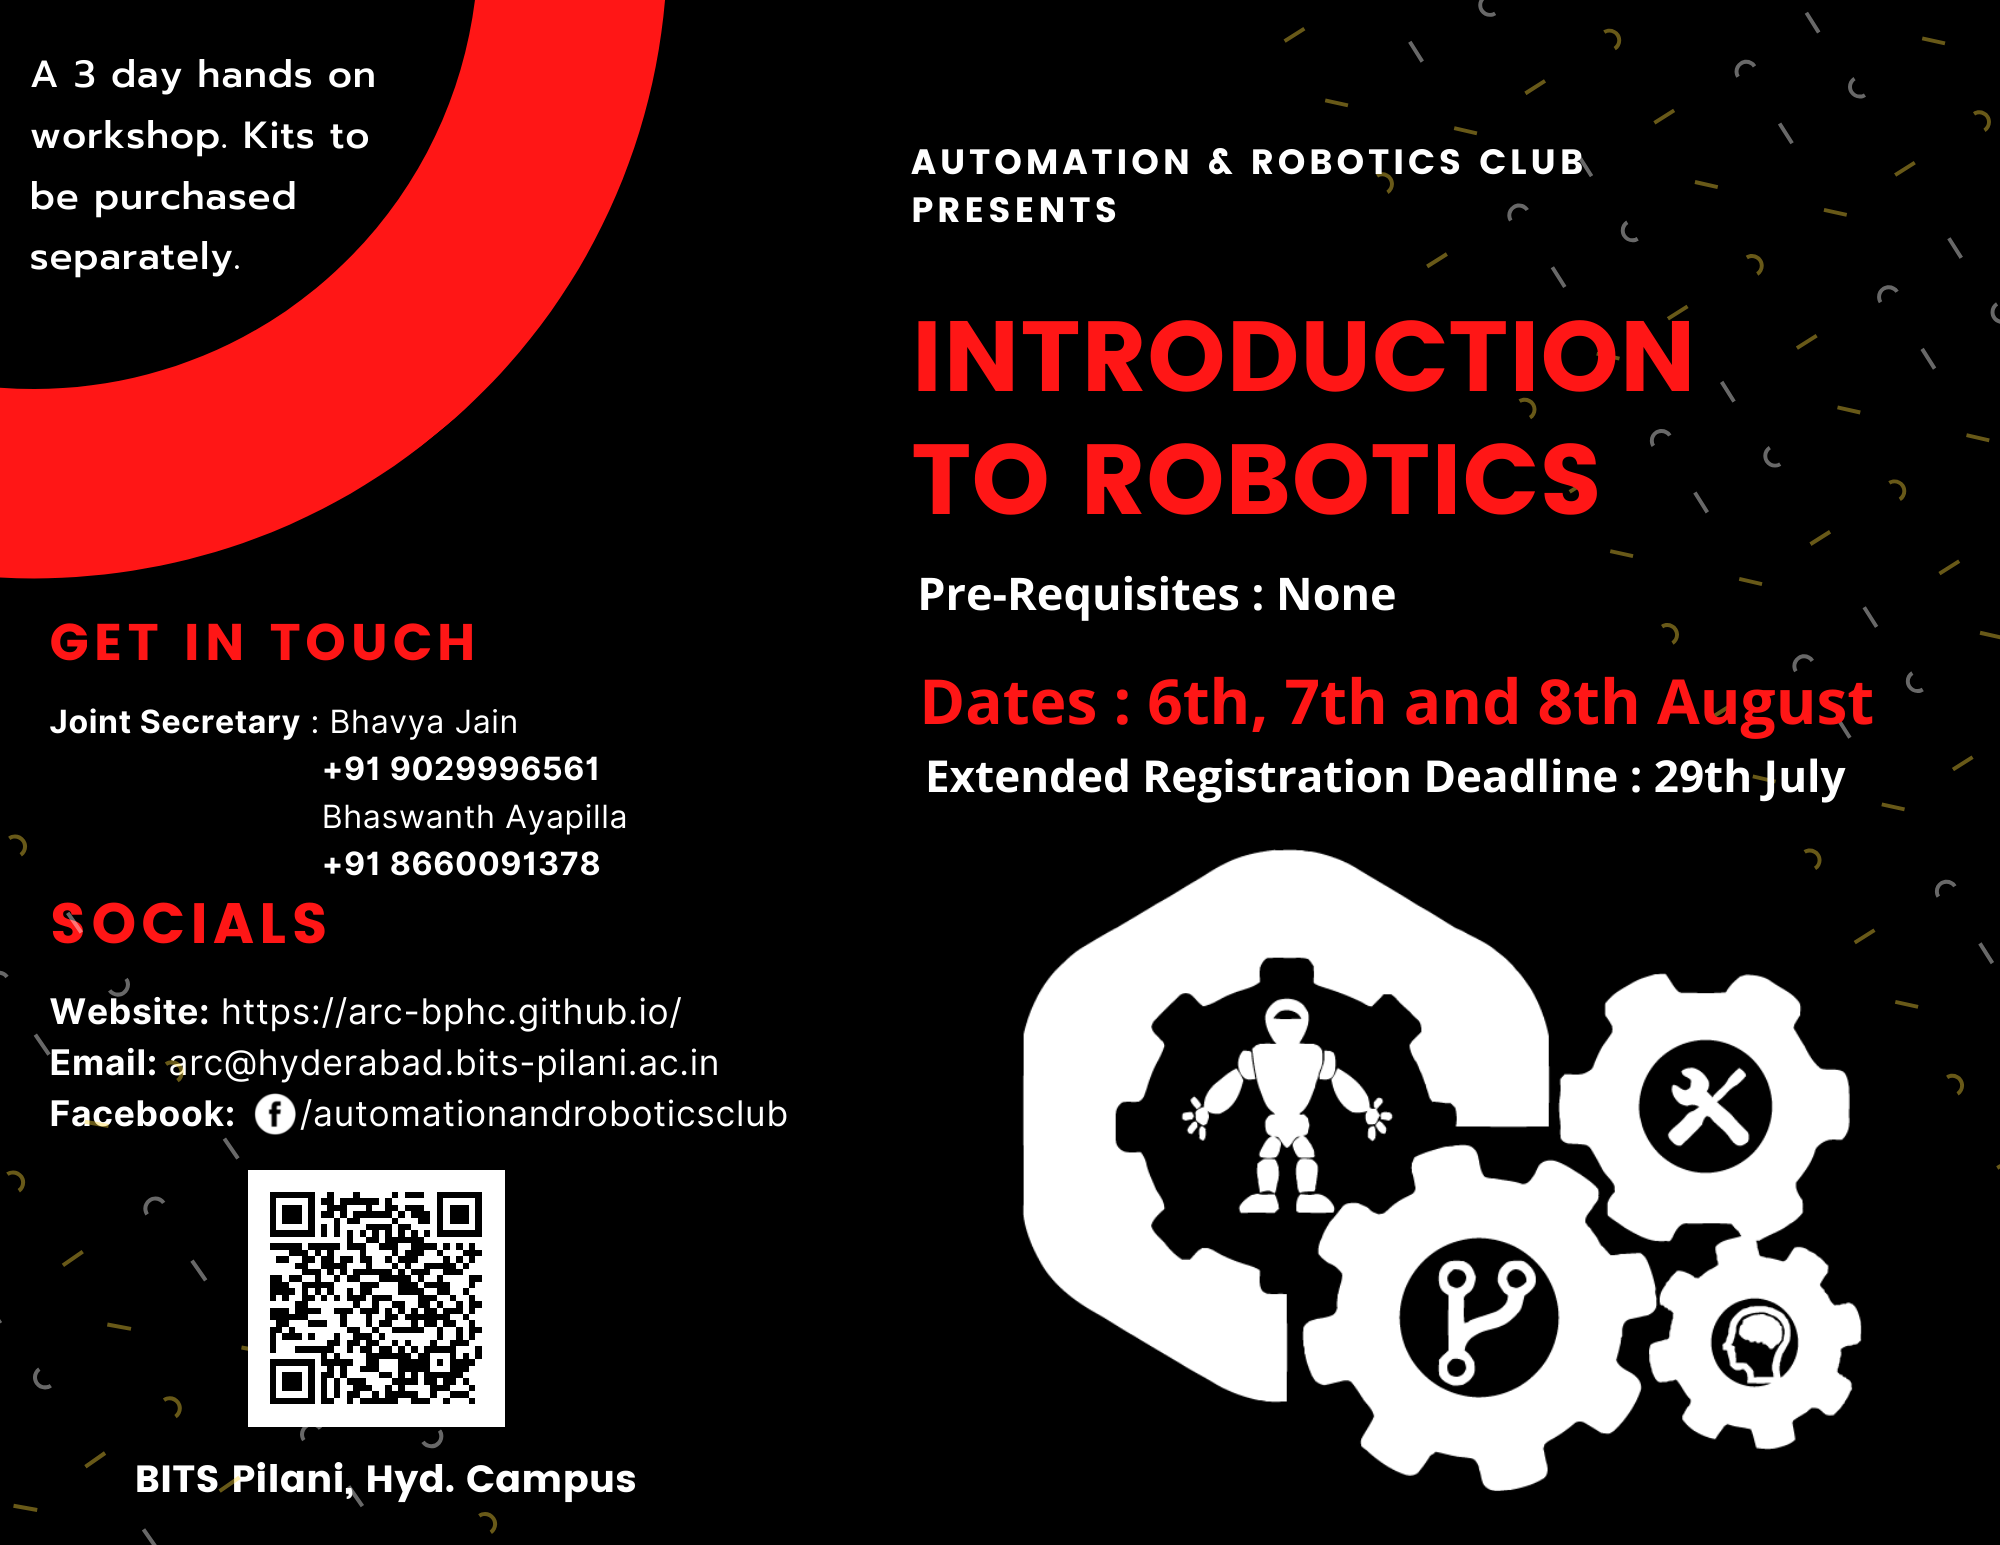 A 3 day hands on
workshop. Kits to
be purchased
separately.
GET IN TOUCH
Joint Secretary : Bhavya Jain
+91 9029996561
Bhaswanth Ayapilla
+91 8660091378
SOCIALS
Website: https://arc-bphc.github.io/
Email: arc@hyderabad.bits-pilani.ac.in
Facebook: f/automationandroboticsclub
BITS Pilani, Hyd. Campus
AUTOMATION & ROBOTICS CLUB
PRESENTS
INTRODUCTION
TO ROBOTICS
Pre-Requisites : None
Dates : 6th, 7th and 8th August
Extended Registration Deadline : 29th July